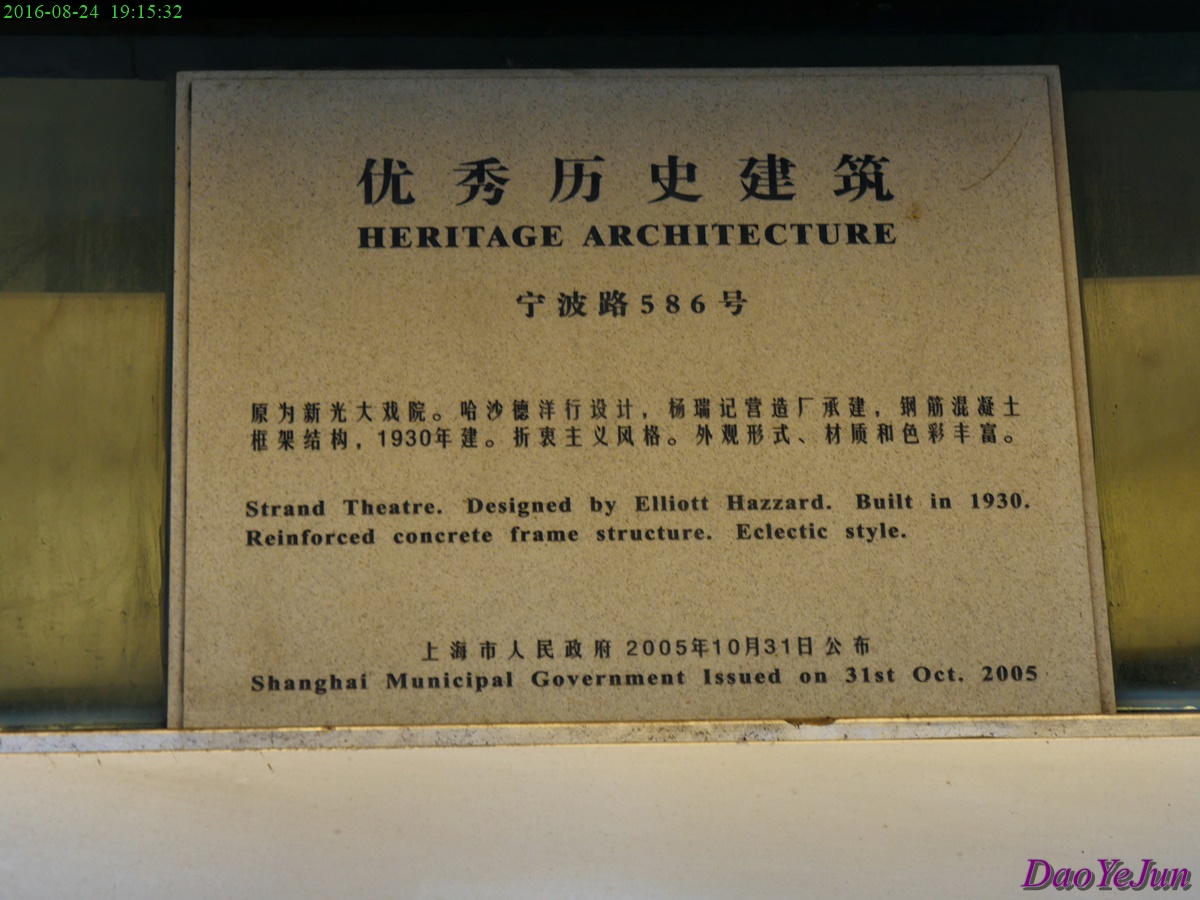 2016-08-24 19:15:32
优秀历史建筑
HERITAGE ARCHITECTURE
宁波路586号
原为新光大戏院。哈沙德洋行设计，杨瑞记营造厂承建，钢筋混凝土
框架结构，1930年建。折衷主义风格。外观形式、材质和色彩丰富。
Strand Theatre. Designed by Elliott Hazzard. Built in 1930.
Reinforced concrete frame structure. Eclectic style.
上海市人民政府 2005年10月31日公布
Shanghai Municipal Government Issued on 31st Oct. 2005
DaoYeJun